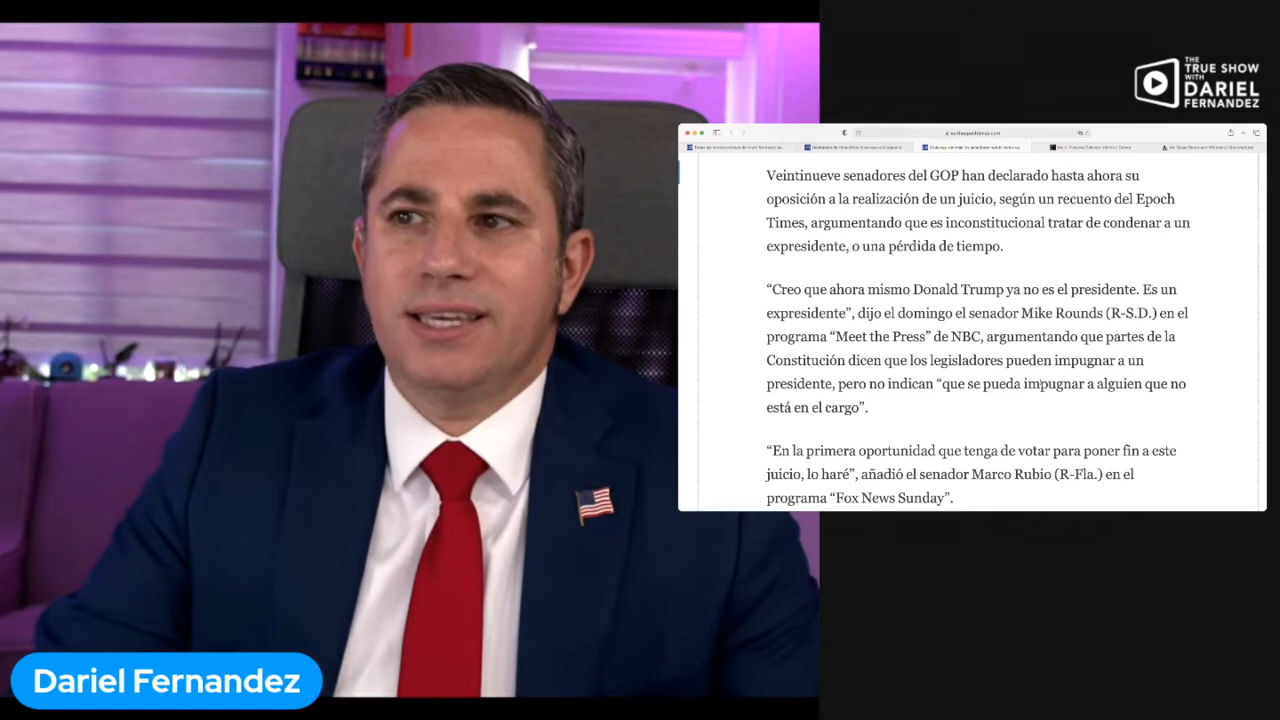 THE
TRUE SHOW
WITH
DARIEL
FERNANDEZ
Veintinueve senadores del GOP han declarado hasta ahora su
oposición a la realización de un juicio, según un recuento del Epoch
Times, argumentando que es inconstitucional tratar de condenar a un
expresidente, o una pérdida de tiempo.
“Creo que ahora mismo Donald Trump ya no es el presidente. Es un
expresidente”, dijo el domingo el senador Mike Rounds (R-S.D.) en el
programa “Meet the Press” de NBC, argumentando que partes de la
Constitución dicen que los legisladores pueden impugnar a un
presidente, pero no indican “que se pueda impugnar a alguien que no
está en el cargo”.
“En la primera oportunidad que tenga de votar para poner fin a este
juicio, lo haré”, añadió el senador Marco Rubio (R-Fla.) en el
programa “Fox News Sunday”.
Dariel Fernandez